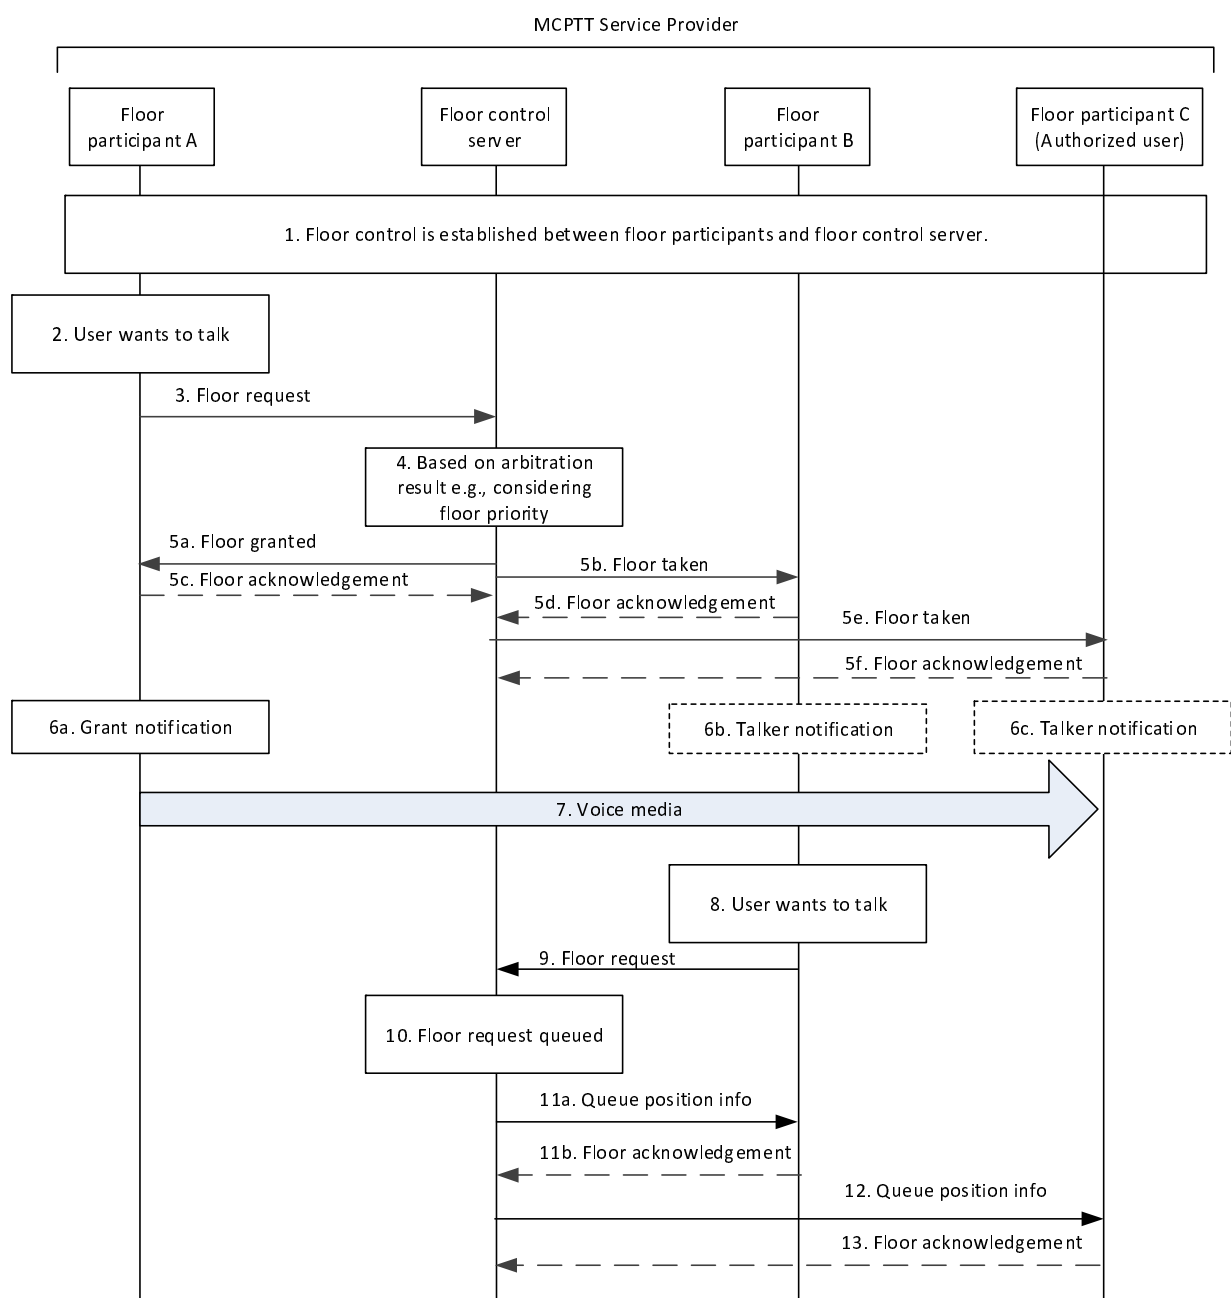 MCPTT Service Provider
Floor
participant A
Floor control
server
Floor
participant B
Floor participant C
(Authorized user)
1. Floor control is established between floor participants and floor control server.
2. User wants to talk
3. Floor request
4. Based on arbitration
result e.g., considering
floor priority
5a. Floor granted
5b. Floor taken
5c. Floor acknowledgement
5d. Floor acknowledgement
5e. Floor taken
5f. Floor acknowledgement
6a. Grant notification
6b. Talker notification
6c. Talker notification
7. Voice media
8. User wants to talk
9. Floor request
10. Floor request queued
11a. Queue position info
11b. Floor acknowledgement
12. Queue position info
13. Floor acknowledgement